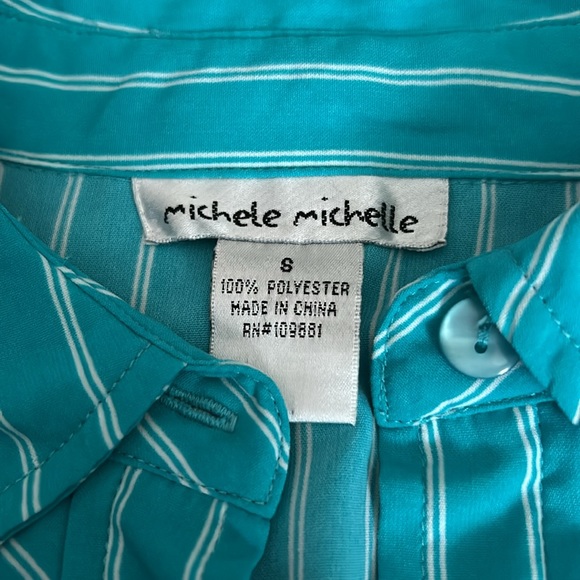 michele michelle
S
100% POLYESTER
MADE IN CHINA
RN#109881